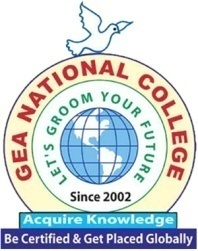 GEA NATIONAL COLLEGE
LET'S GROOM YOUR FUTURE
Since 2002
Acquire Knowledge
Be Certified & Get Placed Globally